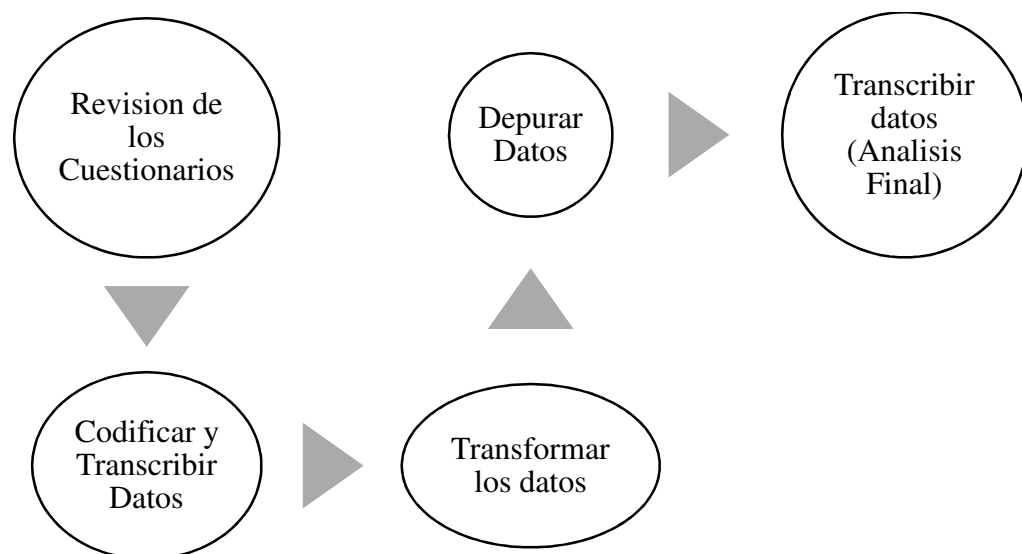 Revision de
los
Cuestionarios
Codificar y
Transcribir
Datos
Transformar
los datos
Depurar
Datos
Transcribir
datos
(Analisis
Final)